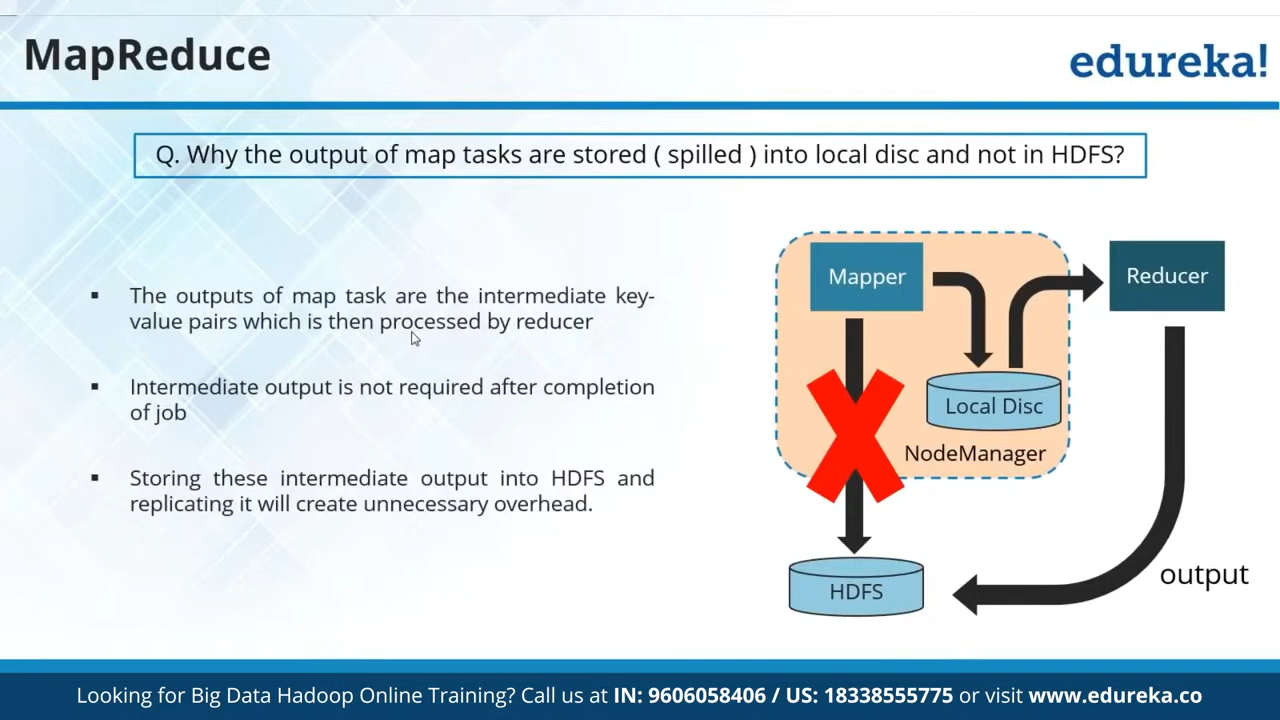 MapReduce
edureka!
Q. Why the output of map tasks are stored ( spilled ) into local disc and not in HDFS?
▪ The outputs of map task are the intermediate key-
value pairs which is then processed by reducer
▪ Intermediate output is not required after completion
of job
▪ Storing these intermediate output into HDFS and
replicating it will create unnecessary overhead.
Mapper
Reducer
Local Disc
NodeManager
HDFS
output
Looking for Big Data Hadoop Online Training? Call us at IN: 9606058406 / US: 18338555775 or visit www.edureka.co